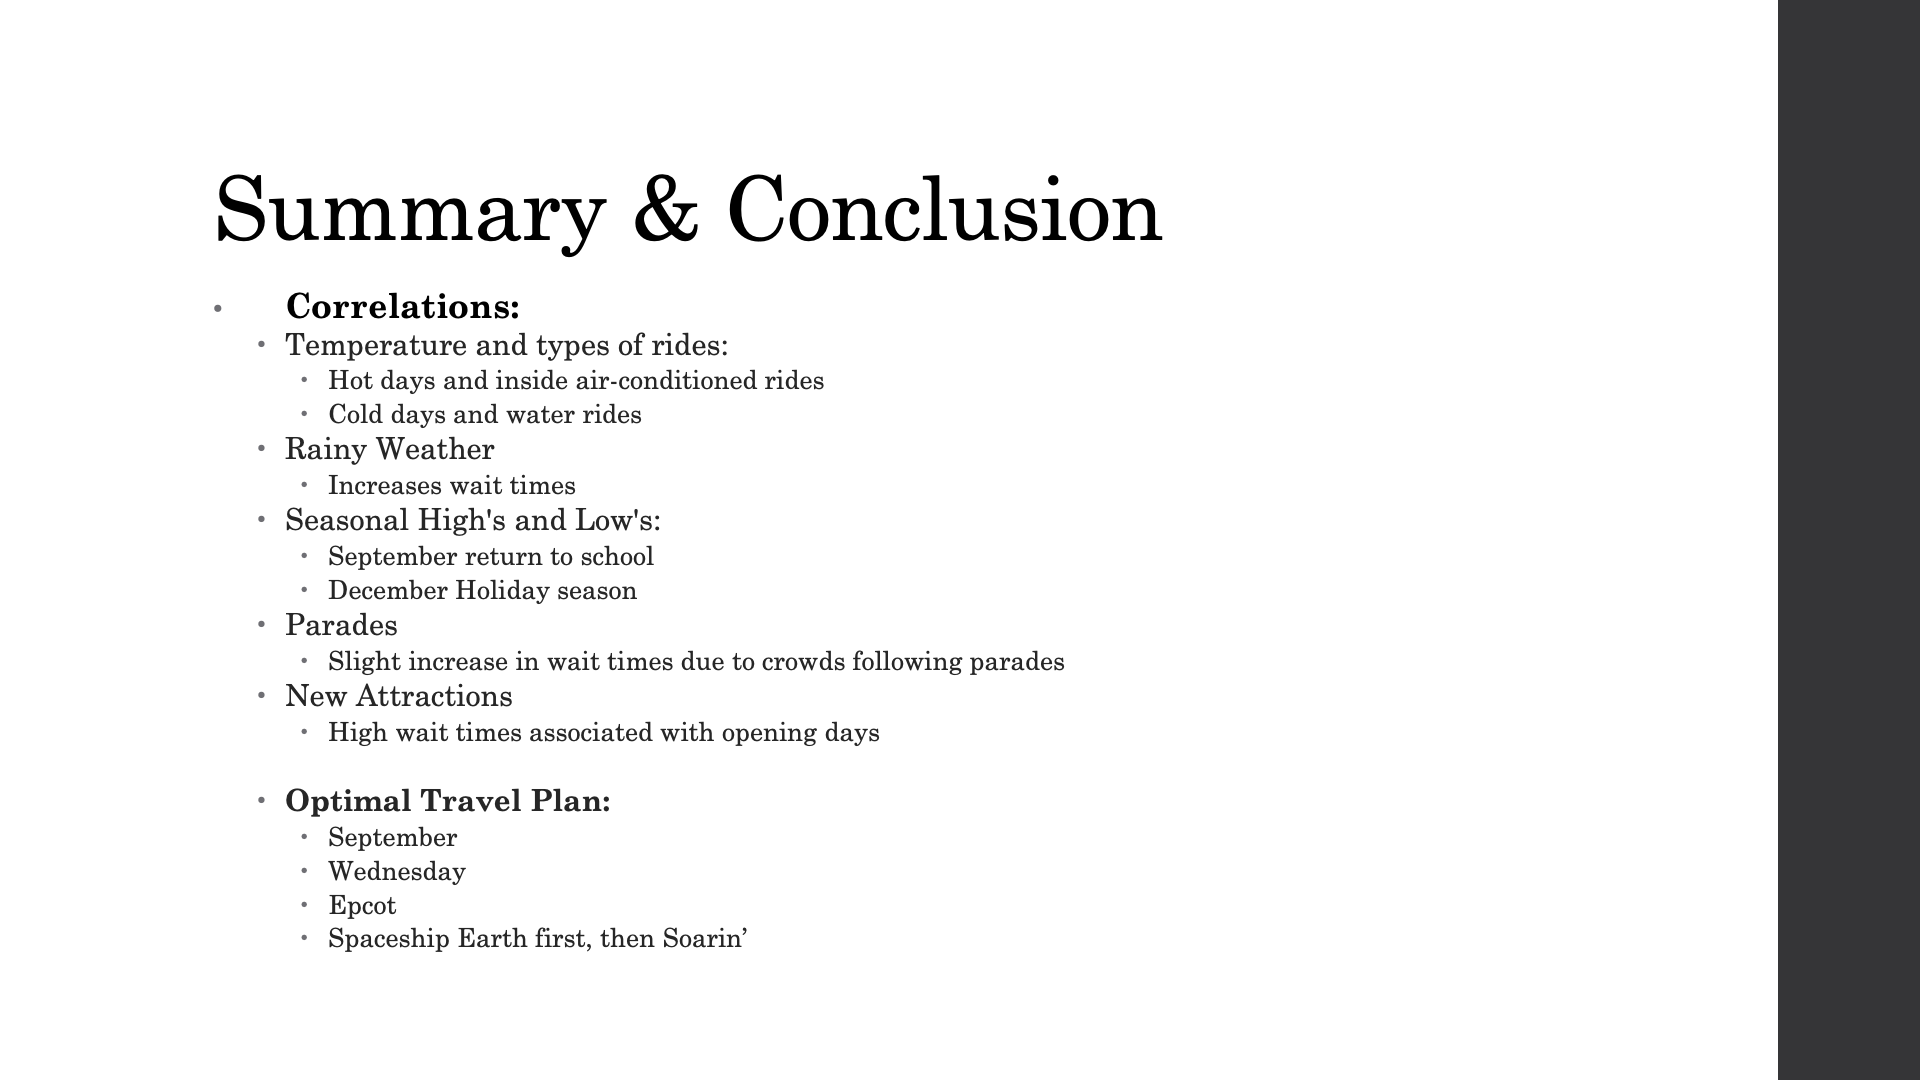 Summary & Conclusion
• Correlations:
• Temperature and types of rides:
• Hot days and inside air-conditioned rides
• Cold days and water rides
• Rainy Weather
• Increases wait times
• Seasonal High's and Low's:
• September return to school
• December Holiday season
• Parades
• Slight increase in wait times due to crowds following parades
• New Attractions
• High wait times associated with opening days
• Optimal Travel Plan:
• September
• Wednesday
• Epcot
• Spaceship Earth first, then Soarin’